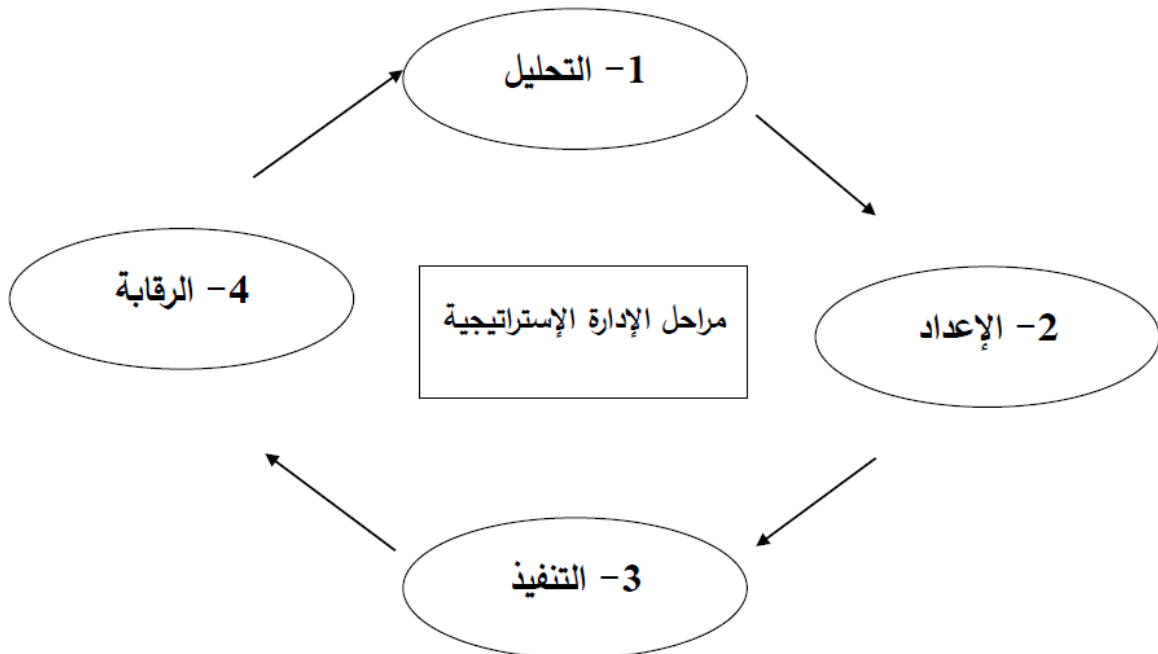 1- التحليل
2- الإعداد
مراحل الإدارة الإستراتيجية
4- الرقابة
3- التنفيذ